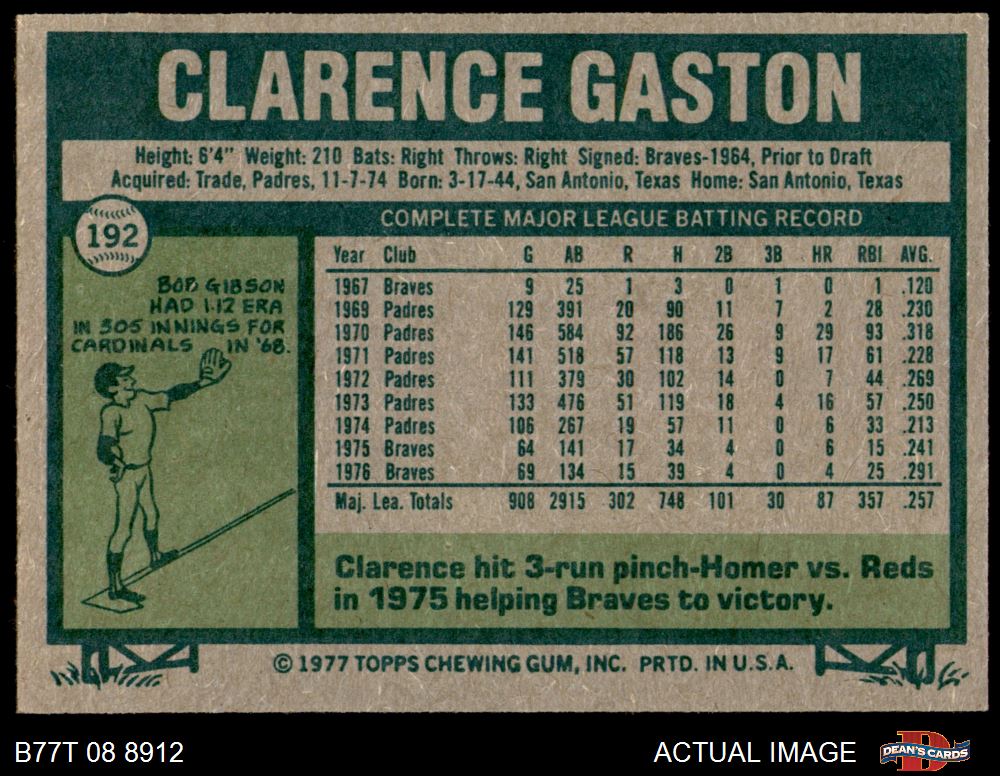 CLARENCE GASTON
Height: 6'4" Weight: 210 Bats: Right Throws: Right Signed: Braves-1964, Prior to Draft
Acquired: Trade, Padres, 11-7-74 Born: 3-17-44, San Antonio, Texas Home: San Antonio, Texas
192
COMPLETE MAJOR LEAGUE BATTING RECORD
BOB GIBSON
HAD 1.12 ERA
IN 305 INNINGS FOR
CARDINALS IN '68.
Year Club G AB R H 2B 3B HR RBI AVG.
1967 Braves 9 25 1 3 0 1 0 1 .120
1969 Padres 129 391 20 90 11 7 2 28 .230
1970 Padres 146 584 92 186 26 9 29 93 .318
1971 Padres 141 518 57 118 13 9 17 61 .228
1972 Padres 111 379 30 102 14 0 7 44 .269
1973 Padres 133 476 51 119 18 4 16 57 .250
1974 Padres 106 267 19 57 11 0 6 33 .213
1975 Braves 64 141 17 34 4 0 6 15 .241
1976 Braves 69 134 15 39 4 0 4 25 .291
Maj. Lea. Totals 908 2915 302 748 101 30 87 357 .257
Clarence hit 3-run pinch-Homer vs. Reds
in 1975 helping Braves to victory.
© 1977 TOPPS CHEWING GUM, INC. PRTD. IN U.S.A.
B77T 08 8912
ACTUAL IMAGE
D
DEAN'S CARDS